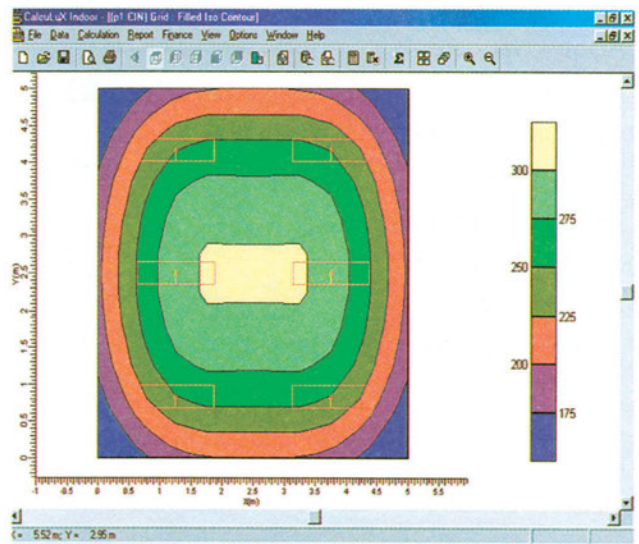 CalcuLuX Indoor - [(p1 EIN) Grid : Filled Iso Contour]
File Data Calculation Report Finance View Options Window Help
Σ
5
4.5
4
3.5
3
2.5
2
1.5
1
0.5
0
Y(m)
300
275
250
225
200
175
-1 -0.5 0 0.5 1 1.5 2 2.5 3 3.5 4 4.5 5 5.5
X(m)
X = 5.52 m; Y = 2.95 m